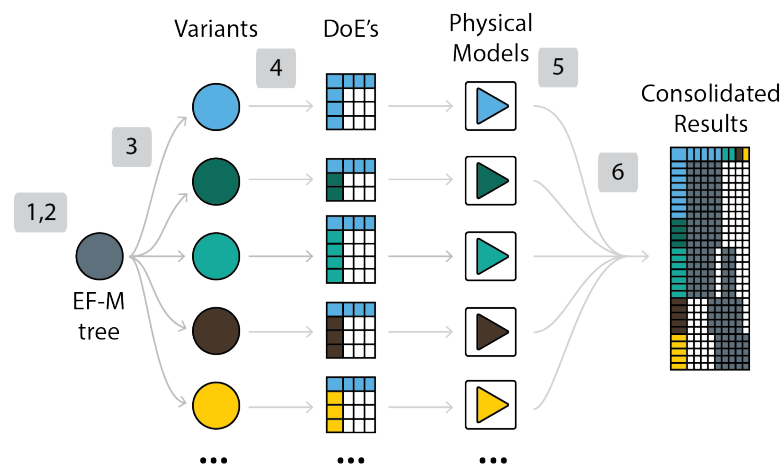 Variants
DoE's
Physical
Models
4
5
Consolidated
Results
3
6
1,2
EF-M
tree
...
...
...